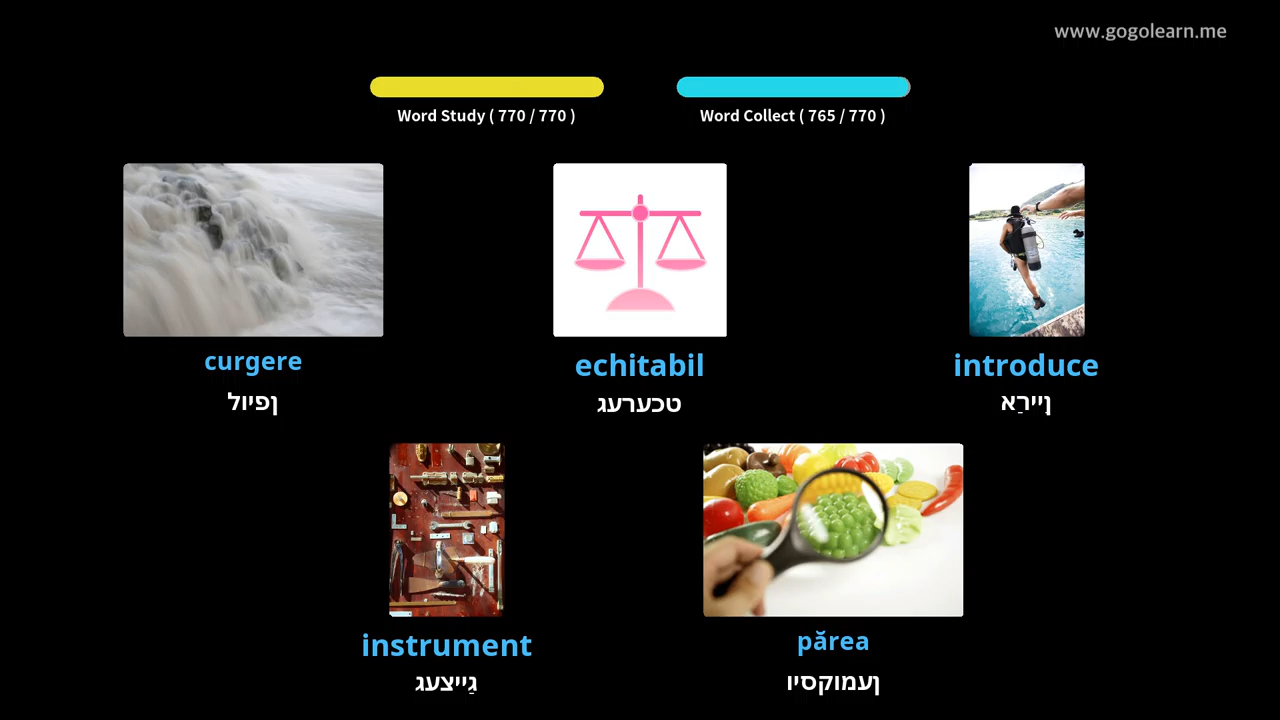 www.gogolearn.me
Word Study ( 770 / 770 )
Word Collect ( 765 / 770 )
curgere
ןפיול
echitabil
טכערעג
introduce
ןיירַא
instrument
גַייצעג
părea
ןעמוקסיו